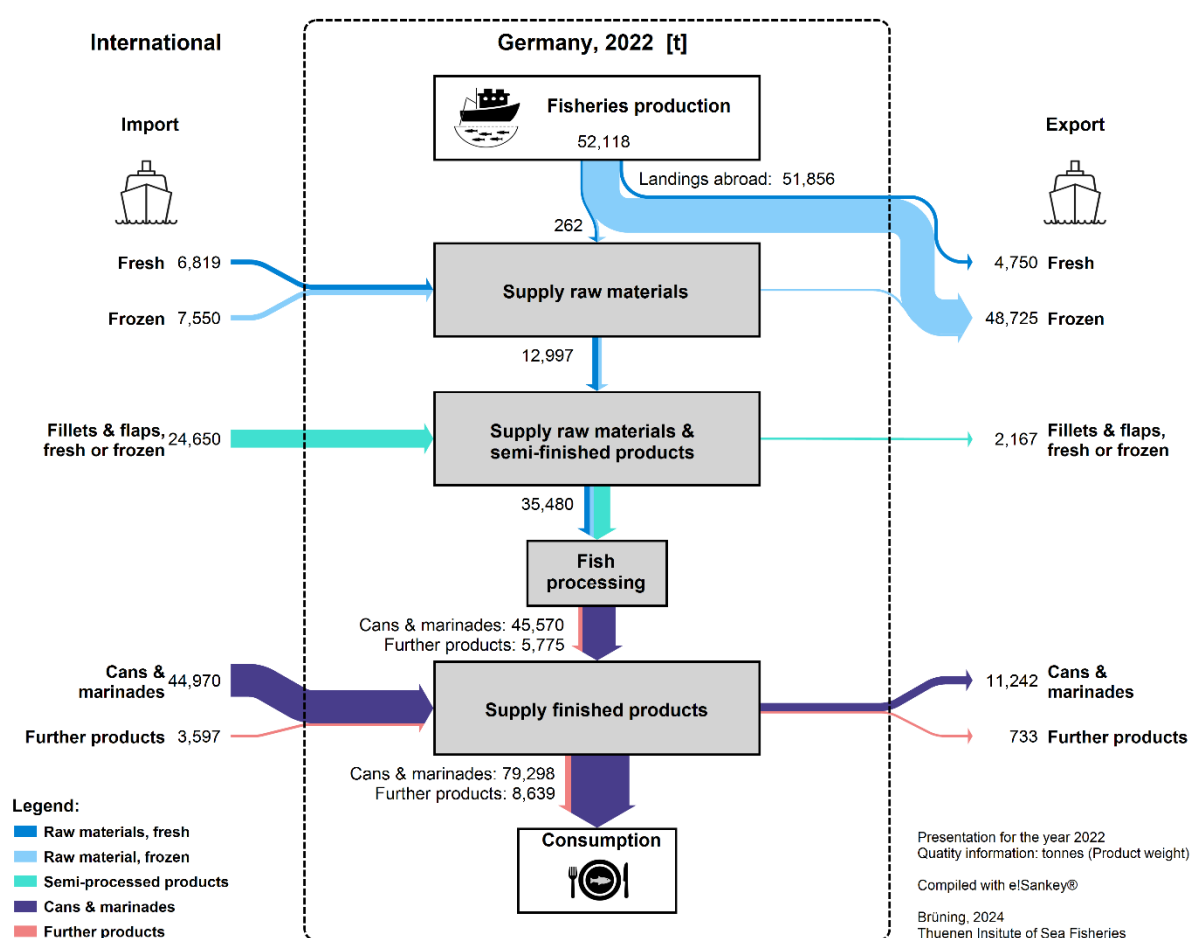 International
Germany, 2022 [t]
Fisheries production
52,118
Import
Export
Landings abroad: 51,856
262
Fresh 6,819
Supply raw materials
4,750 Fresh
Frozen 7,550
48,725 Frozen
12,997
Fillets & flaps,
fresh or frozen
24,650
Supply raw materials &
semi-finished products
2,167
Fillets & flaps,
fresh or frozen
35,480
Fish
processing
Cans & marinades: 45,570
Further products: 5,775
Cans &
marinades
44,970
Supply finished products
11,242
Cans &
marinades
Further products 3,597
733 Further products
Cans & marinades: 79,298
Further products: 8,639
Consumption
Legend:
Raw materials, fresh
Raw material, frozen
Semi-processed products
Cans & marinades
Further products
Presentation for the year 2022
Quatity information: tonnes (Product weight)
Compiled with e!Sankey®
Brüning, 2024
Thuenen Insitute of Sea Fisheries